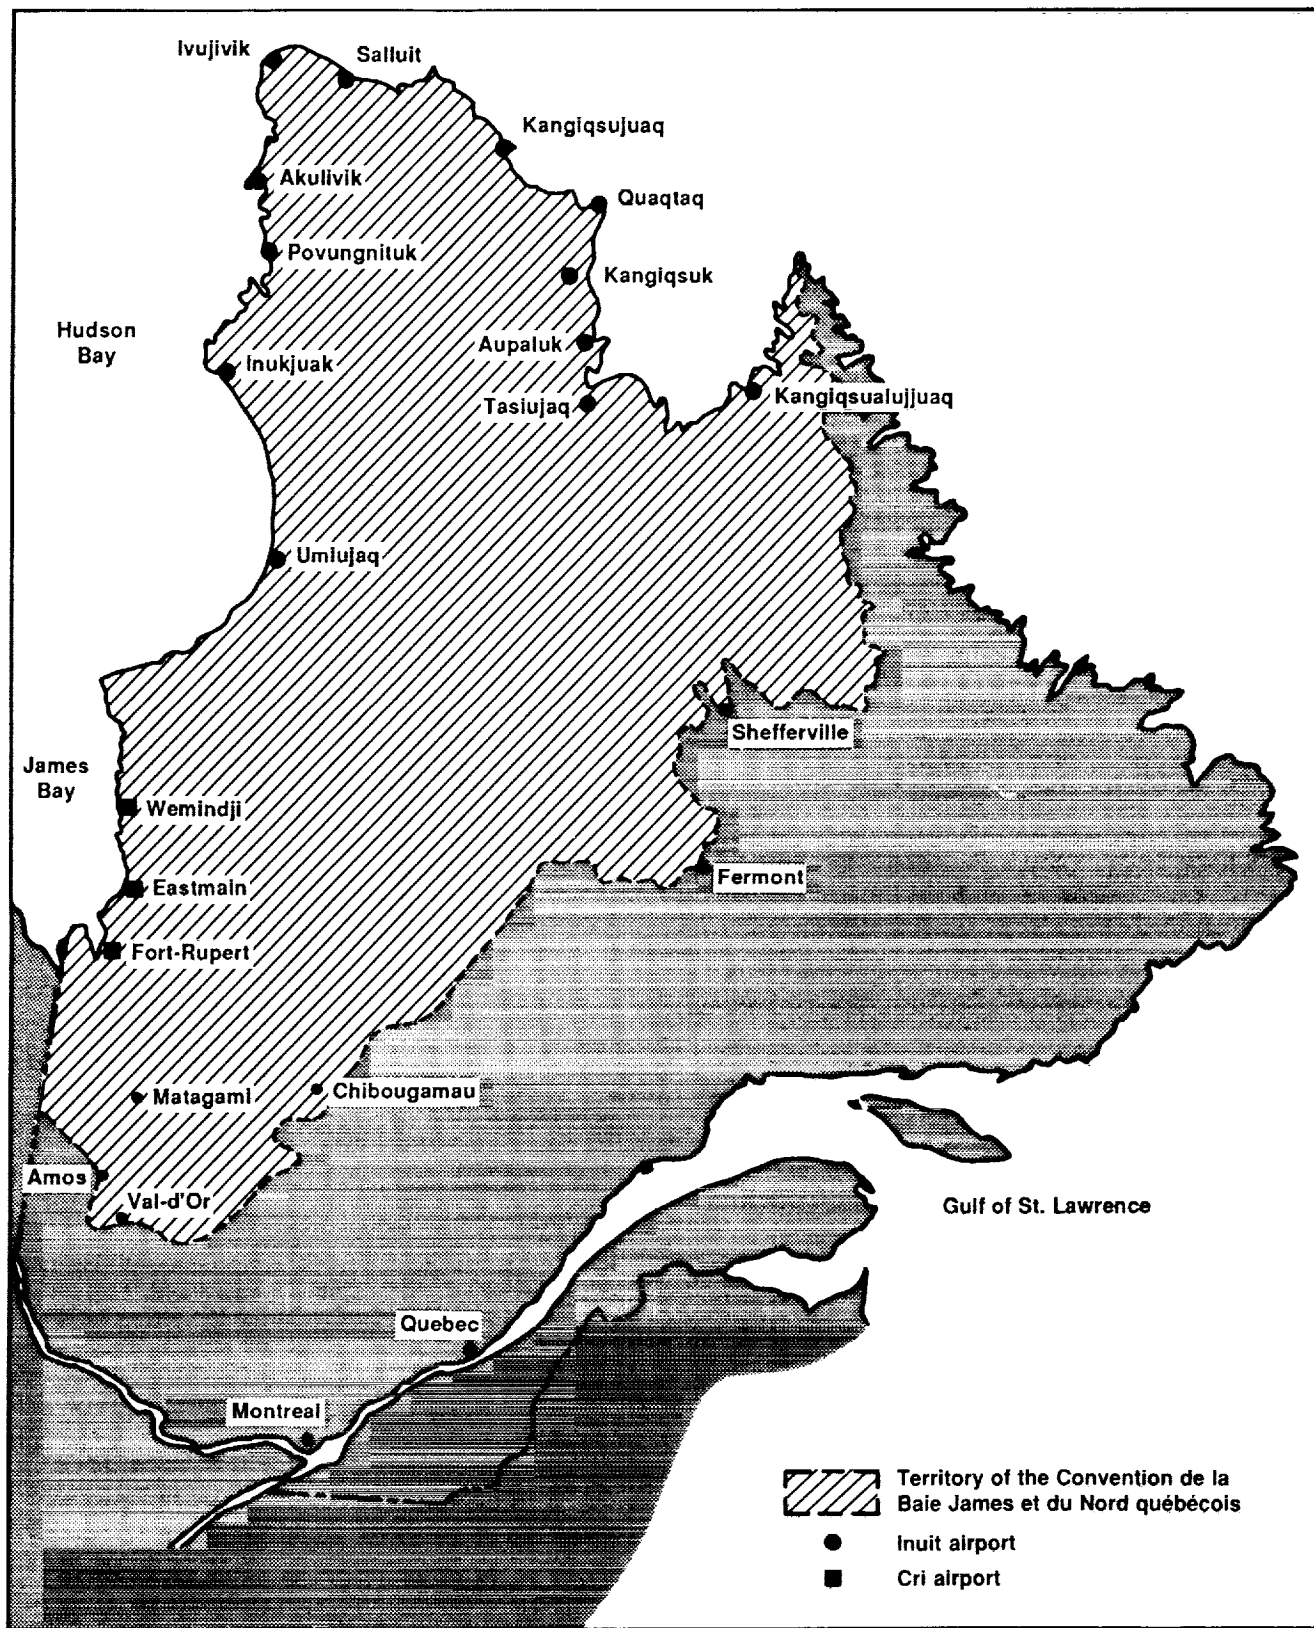 Ivujivik
Salluit
Kangiqsujuaq
Akulivik
Quaqtaq
Povungnituk
Kangiqsuk
Hudson
Bay
Aupaluk
Inukjuak
Kangiqsualujjuaq
Tasiujaq
Umiujaq
Shefferville
James
Bay
Wemindji
Fermont
Eastmain
Fort-Rupert
Matagami
Chibougamau
Amos
Val-d'Or
Gulf of St. Lawrence
Quebec
Montreal
Territory of the Convention de la
Baie James et du Nord québécois
Inuit airport
Cri airport